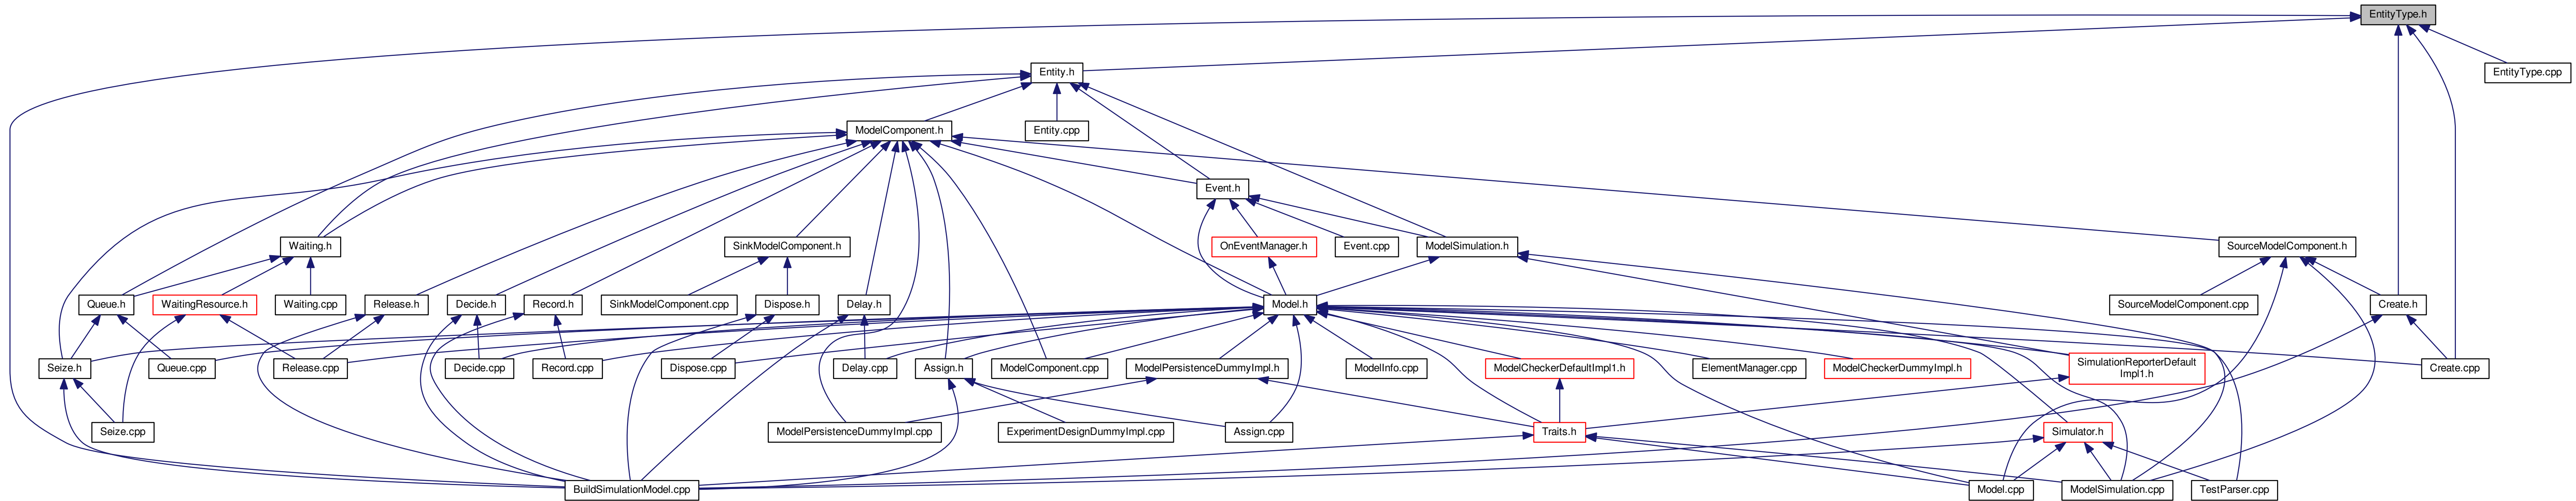 EntityType.h
Entity.h
EntityType.cpp
ModelComponent.h
Entity.cpp
Event.h
Waiting.h
SinkModelComponent.h
OnEventManager.h
Event.cpp
ModelSimulation.h
SourceModelComponent.h
Queue.h
WaitingResource.h
Waiting.cpp
Release.h
Decide.h
Record.h
SinkModelComponent.cpp
Dispose.h
Delay.h
Model.h
SourceModelComponent.cpp
Create.h
Seize.h
Queue.cpp
Release.cpp
Decide.cpp
Record.cpp
Dispose.cpp
Delay.cpp
Assign.h
ModelComponent.cpp
ModelPersistenceDummyImpl.h
ModelInfo.cpp
ModelCheckerDefaultImpl1.h
ElementManager.cpp
ModelCheckerDummyImpl.h
SimulationReporterDefault
Impl1.h
Create.cpp
Seize.cpp
ModelPersistenceDummyImpl.cpp
ExperimentDesignDummyImpl.cpp
Assign.cpp
Traits.h
Simulator.h
BuildSimulationModel.cpp
Model.cpp
ModelSimulation.cpp
TestParser.cpp